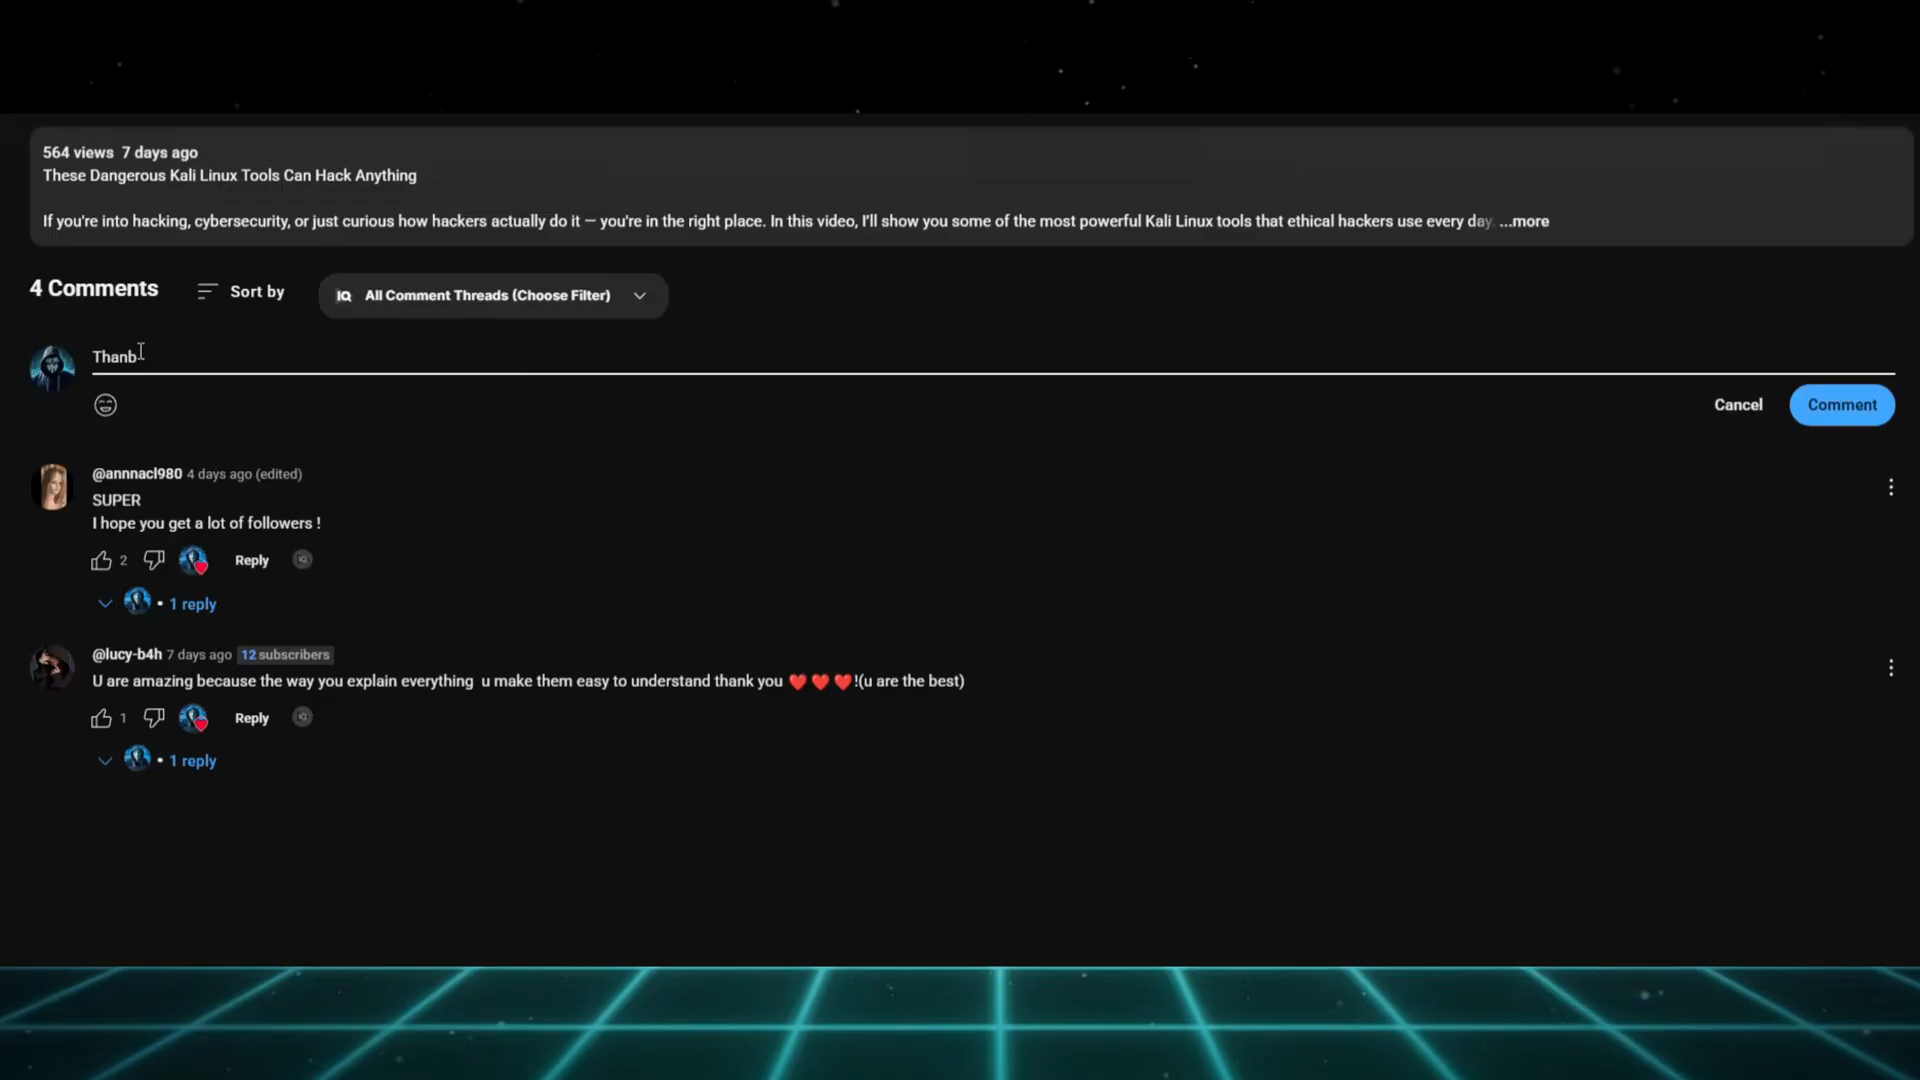 564 views 7 days ago
These Dangerous Kali Linux Tools Can Hack Anything
If you're into hacking, cybersecurity, or just curious how hackers actually do it — you're in the right place. In this video, I'll show you some of the most powerful Kali Linux tools that ethical hackers use every day. ...more
4 Comments
Sort by
IQ All Comment Threads (Choose Filter)
Thanb
Cancel
Comment
@annnacl980 4 days ago (edited)
SUPER
I hope you get a lot of followers !
2
Reply
• 1 reply
@lucy-b4h 7 days ago 12 subscribers
U are amazing because the way you explain everything u make them easy to understand thank you ❤️❤️❤️!(u are the best)
1
Reply
• 1 reply